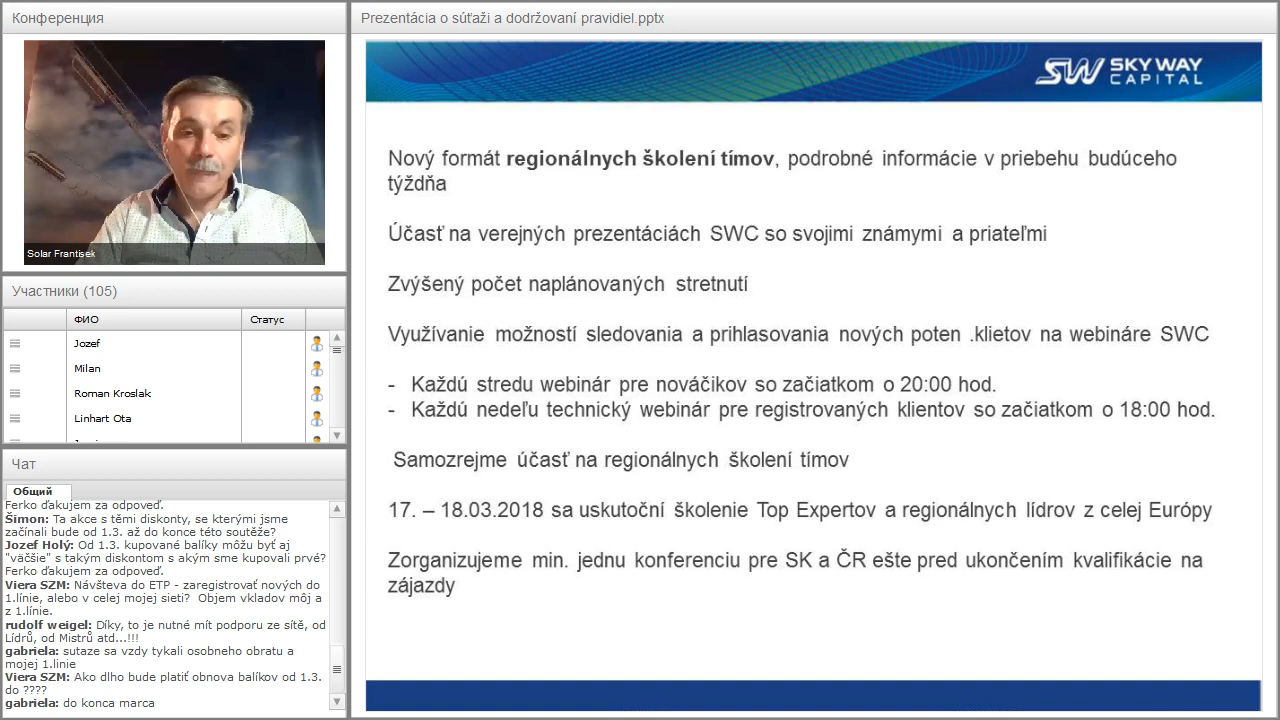 Конференция
Solar Frantisek
Участники (105)
ФИО
Статус
Jozef
Milan
Roman Kroslak
Linhart Ota
Чат
Общий
Ferko ďakujem za odpoveď.
Šimon: Ta akce s těmi diskonty, se kterými jsme
začínali bude od 1.3. až do konce této soutěže?
Jozef Holý: Od 1.3. kupované balíky môžu byť aj
"väčšie" s takým diskontom s akým sme kupovali prvé?
Ferko ďakujem za odpoveď.
Viera SZM: Návšteva do ETP - zaregistrovať nových do
1.línie, alebo v celej mojej sieti? Objem vkladov môj a
z 1.línie.
rudolf weigel: Díky, to je nutné mít podporu ze sítě, od
Lídrů, od Mistrů atd...!!!
gabriela: sutaze sa vzdy tykali osobneho obratu a
mojej 1.linie
Viera SZM: Ako dlho bude platiť obnova balíkov od 1.3.
do ????
gabriela: do konca marca
Prezentácia o súťaži a dodržovaní pravidiel.pptx
SW SKY WAY
CAPITAL
Nový formát regionálnych školení tímov, podrobné informácie v priebehu budúceho
týždňa
Účasť na verejných prezentáciách SWC so svojimi známymi a priateľmi
Zvýšený počet naplánovaných stretnutí
Využívanie možností sledovania a prihlasovania nových poten .klietov na webináre SWC
- Každú stredu webinár pre nováčikov so začiatkom o 20:00 hod.
- Každú nedeľu technický webinár pre registrovaných klientov so začiatkom o 18:00 hod.
Samozrejme účasť na regionálnych školení tímov
17. – 18.03.2018 sa uskutoční školenie Top Expertov a regionálnych lídrov z celej Európy
Zorganizujeme min. jednu konferenciu pre SK a ČR ešte pred ukončením kvalifikácie na
zájazdy